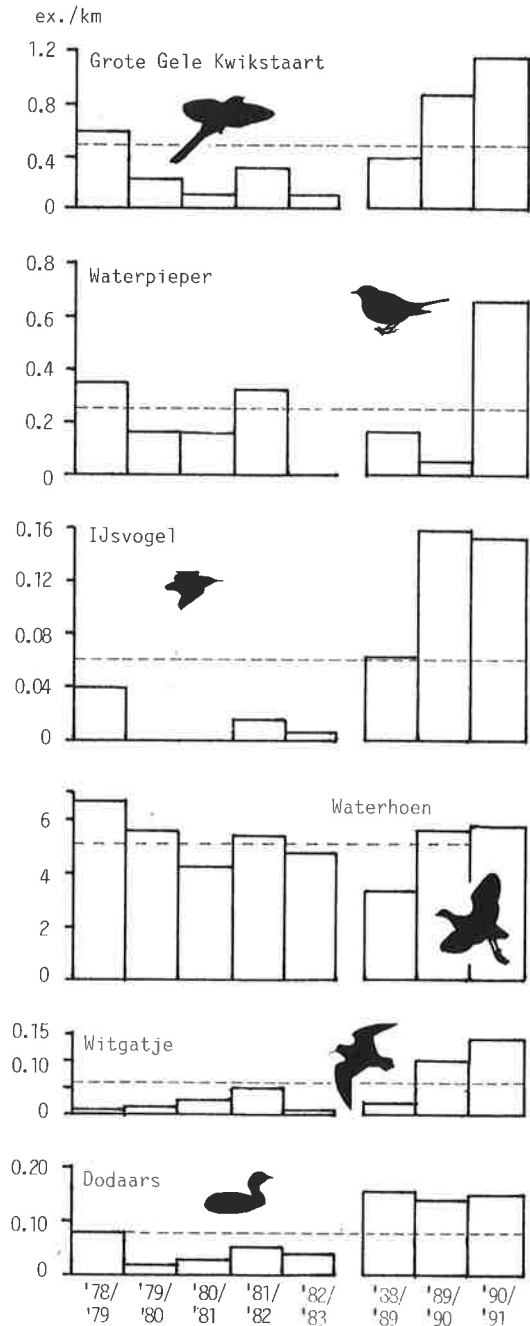 ex./km
1.2
Grote Gele Kwikstaart
0.8
0.4
0
0.8
Waterpieper
0.6
0.4
0.2
0
0.16
IJsvogel
0.12
0.08
0.04
0
Waterhoen
6
4
2
0
0.15
Witgatje
0.10
0
0.20
Dodaars
0.10
0
'78/ '79/ '80/ '81/ '82/ '38/ '89/ '90/
'79 '80 '81 '82 '83 '89 '90 '91